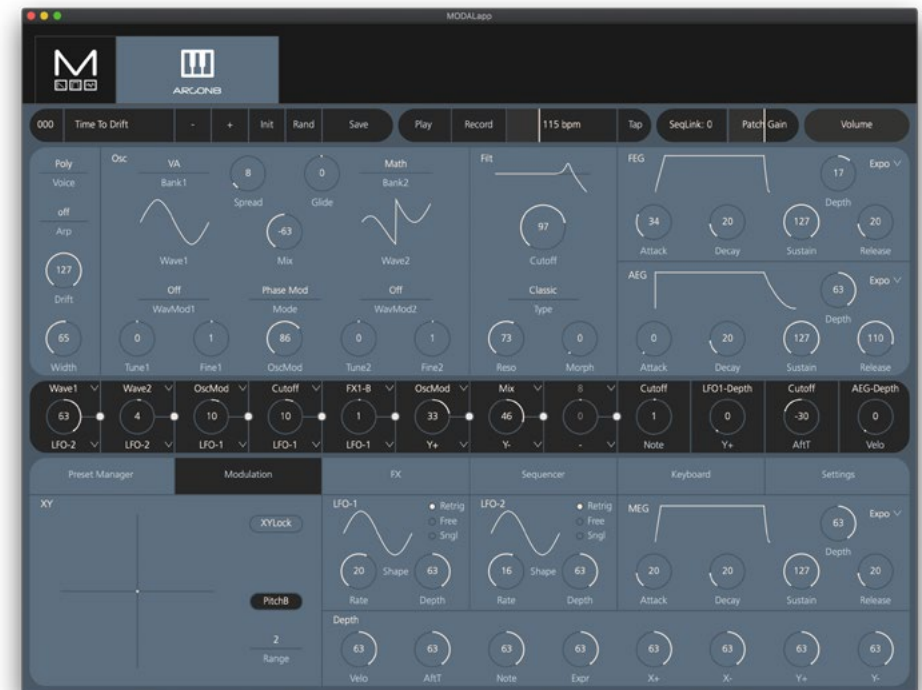 MODALapp
M
ARGON8
000 Time To Drift - + Init Rand Save Play Record 115 bpm Tap SeqLink: 0 Patch Gain Volume
Poly
Voice
off
Arp
127
Drift
65
Width
Osc
VA
Bank1
8
Spread
0
Glide
Math
Bank2
-63
Mix
Wave1
Wave2
Off
WavMod1
Phase Mod
Mode
Off
WavMod2
0 1 86 0 1
Tune1 Fine1 OscMod Tune2 Fine2
Filt
97
Cutoff
Classic
Type
73 0
Reso Morph
FEG
17
Depth
Expo
34 20 127 20
Attack Decay Sustain Release
AEG
63
Depth
Expo
0 20 127 110
Attack Decay Sustain Release
Wave1 Wave2 OscMod Cutoff FX1-B OscMod Mix 8 Cutoff LFO1-Depth Cutoff AEG-Depth
63 4 10 10 1 33 46 0 1 0 -30 0
LFO-2 LFO-2 LFO-1 LFO-1 LFO-1 Y+ Y- - Note Y+ AftT Velo
Preset Manager Modulation FX Sequencer Keyboard Settings
XY
XYLock
PitchB
2
Range
LFO-1
Retrig
Free
Sngl
20 Shape 63
Rate Depth
LFO-2
Retrig
Free
Sngl
16 Shape 63
Rate Depth
MEG
63
Depth
Expo
20 20 127 20
Attack Decay Sustain Release
Depth
63 63 63 63 63 63 63 63
Velo AftT Note Expr X+ X- Y+ Y-